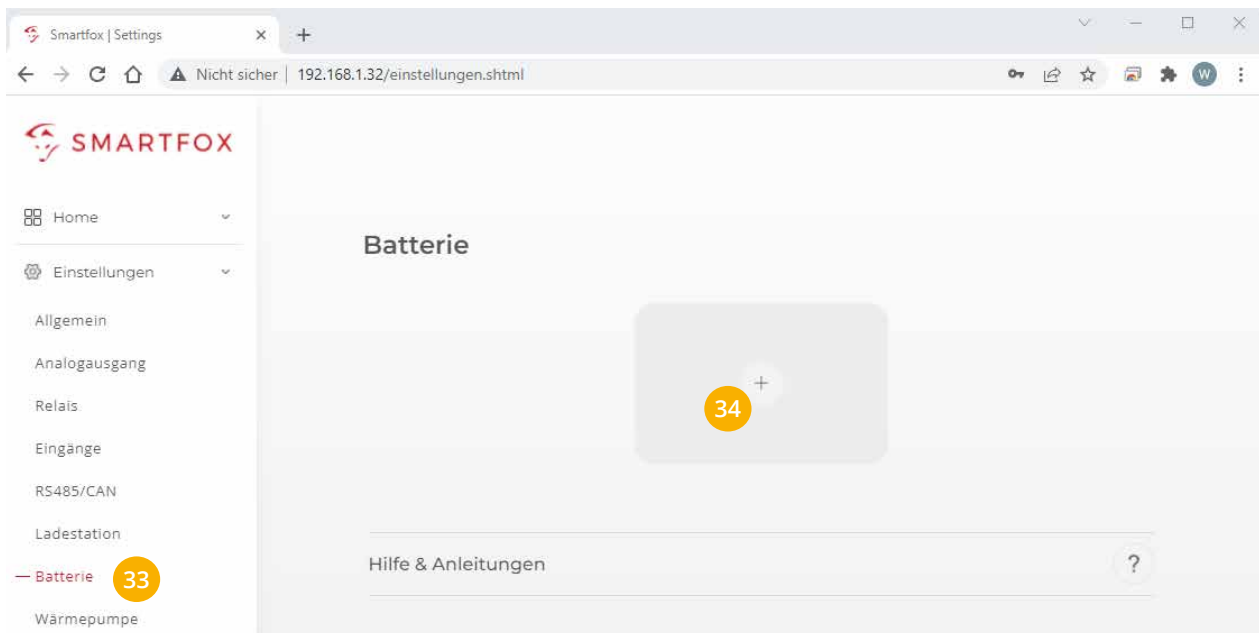 Smartfox | Settings
Nicht sicher | 192.168.1.32/einstellungen.shtml
W
SMARTFOX
Home
Einstellungen
Allgemein
Analogausgang
Relais
Eingänge
RS485/CAN
Ladestation
Batterie
33
Wärmepumpe
Batterie
+
34
Hilfe & Anleitungen
?